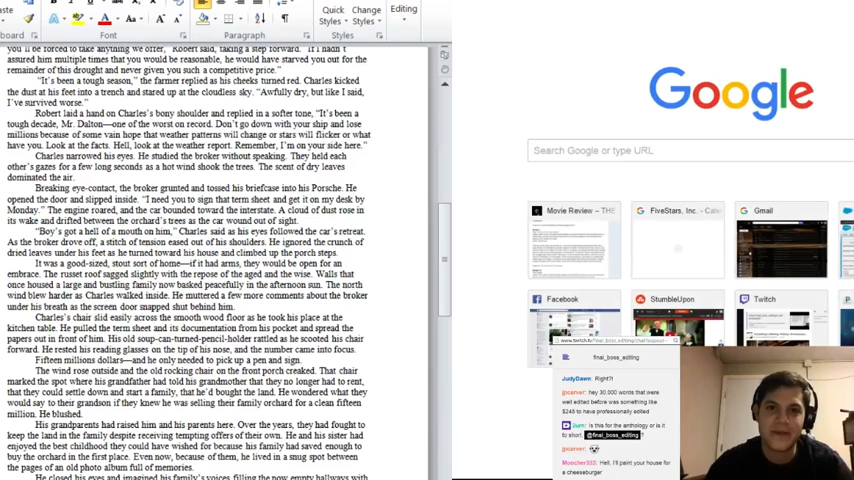 Quick
Styles
Change
Styles
Editing
Font
Paragraph
Styles
you'll be forced to take anything we offer," Robert said, taking a step forward. "If I hadn't
assured him multiple times that you would be reasonable, he would have starved you out for the
remainder of this drought and never given you such a competitive price."
"It's been a tough season," the farmer replied as his cheeks turned red. Charles kicked
the dust at his feet into a trench and stared up at the cloudless sky. "Awfully dry, but like I said,
I've survived worse."
Robert laid a hand on Charles's bony shoulder and replied in a softer tone, "It's been a
tough decade, Mr. Dalton—one of the worst on record. Don't go down with your ship and lose
millions because of some vain hope that weather patterns will change or stars will flicker or what
have you. Look at the facts. Hell, look at the weather report. Remember, I'm on your side here."
Charles narrowed his eyes. He studied the broker without speaking. They held each
other's gazes for a few long seconds as a hot wind shook the trees. The scent of dry leaves
dominated the air.
Breaking eye-contact, the broker grunted and tossed his briefcase into his Porsche. He
opened the door and slipped inside. "I need you to sign that term sheet and get it on my desk by
Monday." The engine roared, and the car bounded toward the interstate. A cloud of dust rose in
its wake and drifted between the orchard's trees as the car wound out of sight.
"Boy's got a hell of a mouth on him," Charles said as his eyes followed the car's retreat.
As the broker drove off, a stitch of tension eased out of his shoulders. He ignored the crunch of
dried leaves under his feet as he turned toward his house and climbed up the porch steps.
It was a good-sized, stout sort of home—if it had arms, they would be open for an
embrace. The russet roof sagged slightly with the repose of the aged and the wise. Walls that
once housed a large and bustling family now basked peacefully in the afternoon sun. The north
wind blew harder as Charles walked inside. He muttered a few more comments about the broker
under his breath as the screen door snapped shut behind him.
Charles's chair slid easily across the smooth wood floor as he took his place at the
kitchen table. He pulled the term sheet and its documentation from his pocket and spread the
papers out in front of him. His old soup-can-turned-pencil-holder rattled as he scooted his chair
forward. He rested his reading glasses on the tip of his nose, and the number came into focus.
Fifteen millions dollars—and he only needed to pick up a pen and sign.
The wind rose outside and the old rocking chair on the front porch creaked. That chair
marked the spot where his grandfather had told his grandmother that they no longer had to rent,
that they could settle down and start a family, that he'd bought the land. He wondered what they
would say to their grandson if they knew he was selling their family orchard for a clean fifteen
million. He blushed.
His grandparents had raised him and his parents here. Over the years, they had fought to
keep the land in the family despite receiving tempting offers of their own. He and his sister had
enjoyed the best childhood they could have wished for because his family had saved enough to
buy the orchard in the first place. Even now, because of them, he lived in a snug spot between
the pages of an old photo album full of memories.
He closed his eyes and imagined his family's voices filling the now empty hallways with
Google
Search Google or type URL
Movie Review – THE
FiveStars, Inc. - Cale
Gmail
Facebook
StumbleUpon
Twitch
final_boss_editing
JudyDawn: Right?!
jpcarver: hey 30,000 words that were
well edited before was something like
$245 to have professionally edited
is this for the anthology or is it
to short @final_boss_editing
jpcarver:
Moocher333: Hell, I'll paint your house for
a cheeseburger